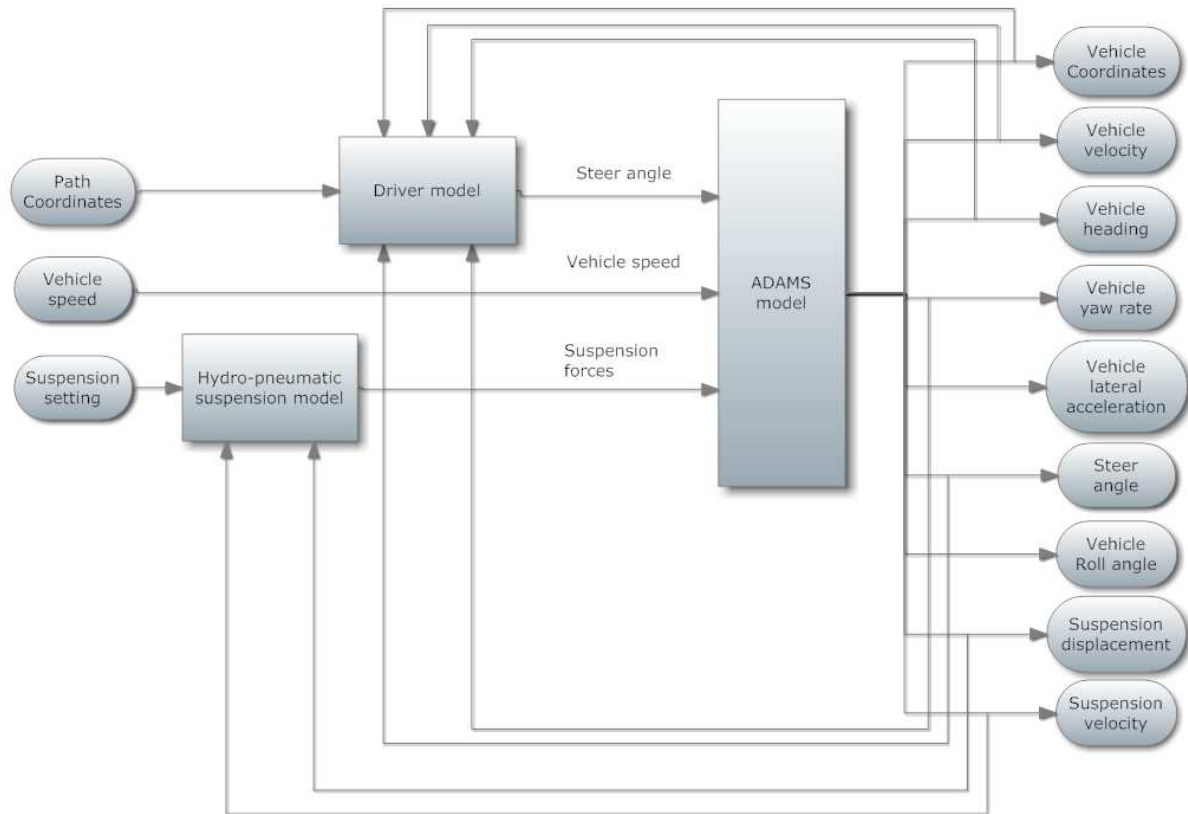 Path
Coordinates
Vehicle
speed
Suspension
setting
Driver model
Hydro-pneumatic
suspension model
Steer angle
Vehicle speed
Suspension
forces
ADAMS
model
Vehicle
Coordinates
Vehicle
velocity
Vehicle
heading
Vehicle
yaw rate
Vehicle
lateral
acceleration
Steer
angle
Vehicle
Roll angle
Suspension
displacement
Suspension
velocity